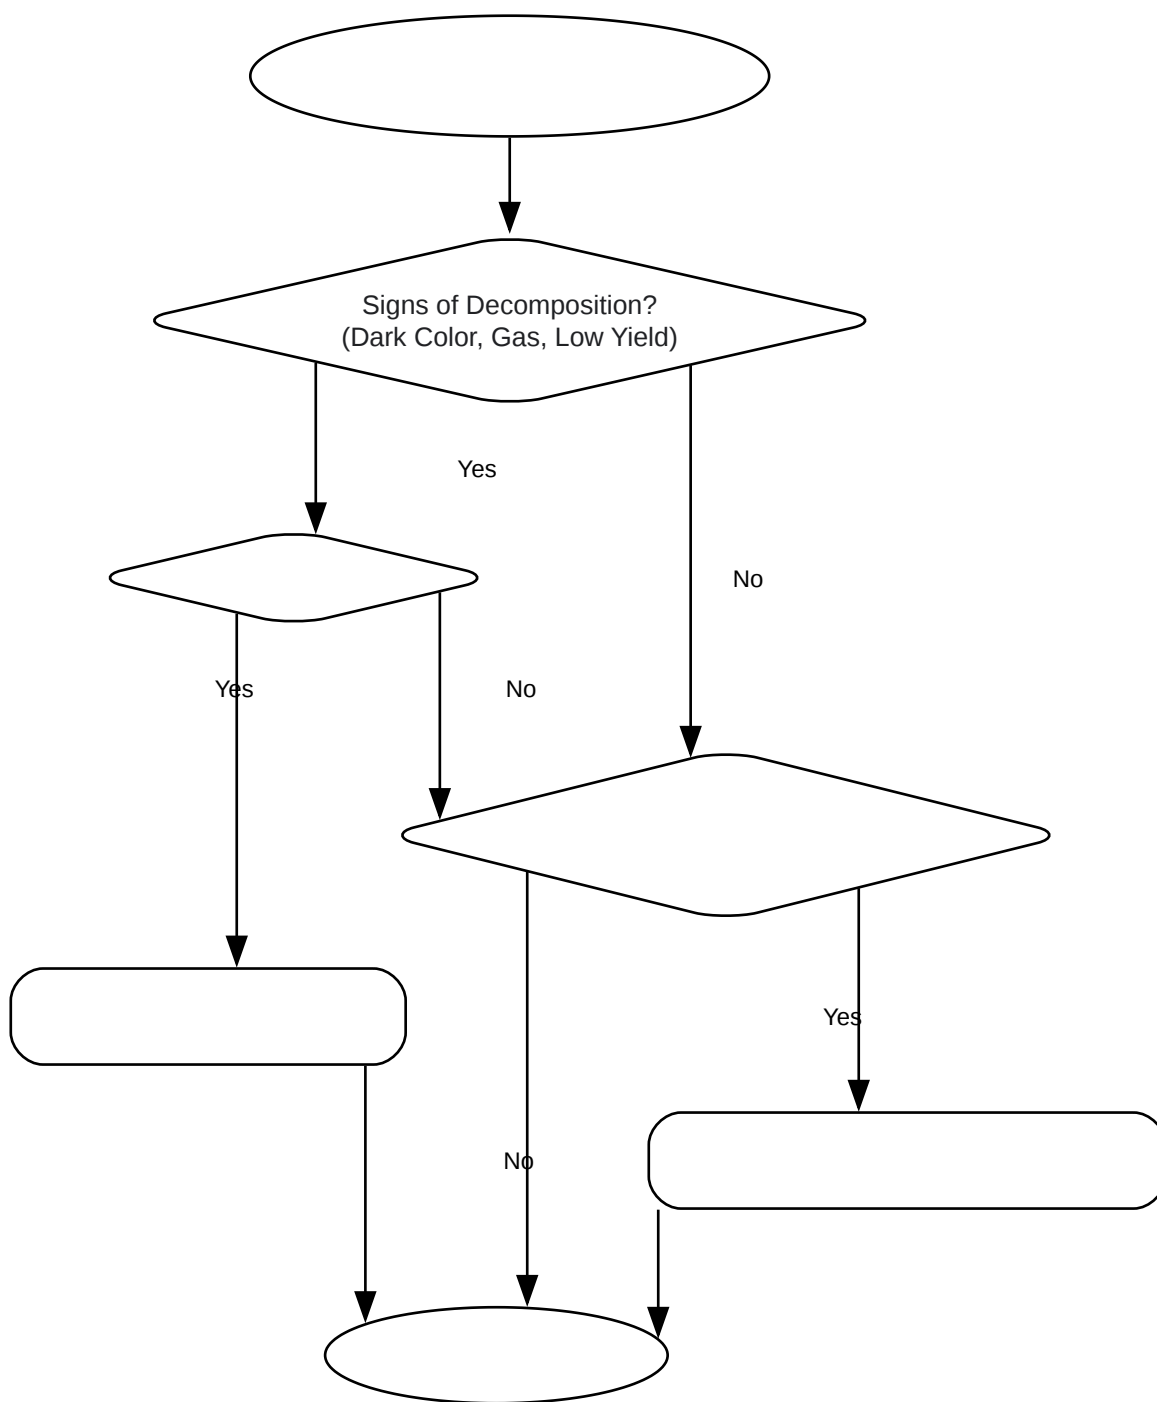 Signs of Decomposition?
(Dark Color, Gas, Low Yield)
Yes
No
Yes
No
Yes
No